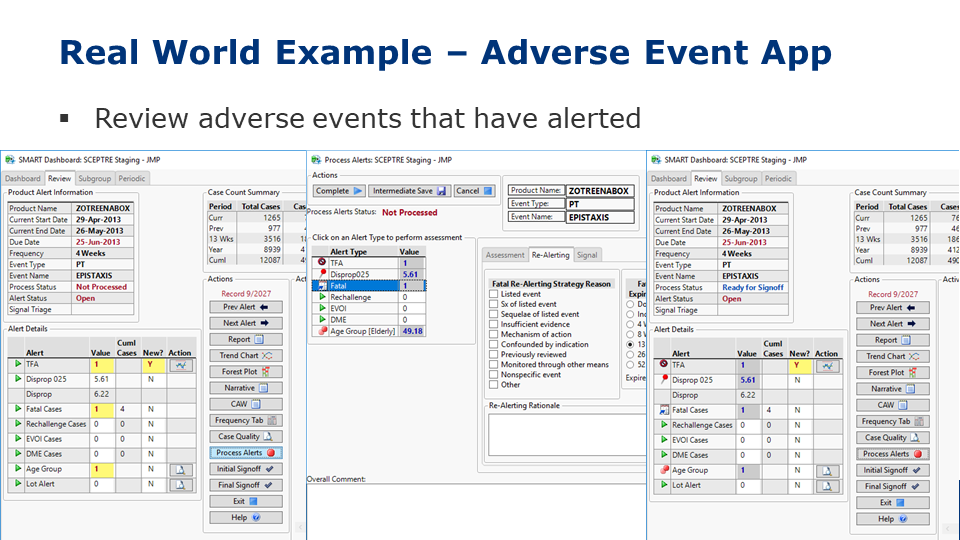 Real World Example – Adverse Event App
▪ Review adverse events that have alerted
SMART Dashboard: SCEPTRE Staging - JMP
Dashboard Review Subgroup Periodic
Product Alert Information
Product Name ZOTREENABOX
Current Start Date 29-Apr-2013
Current End Date 26-May-2013
Due Date 25-Jun-2013
Frequency 4 Weeks
Event Type PT
Event Name EPISTAXIS
Process Status Not Processed
Alert Status Open
Signal Triage
Case Count Summary
Period Total Cases Cas
Curr 1265
Prev 977 4
13 Wks 3516 18
Year 8939 41
Cuml 12087 49
Actions
Act
Record 9/2027
Prev Alert
Next Alert
Report
Trend Chart
Forest Plot
Narrative
CAW
Frequency Tab
Case Quality
Process Alerts
Initial Signoff
Final Signoff
Exit
Help
Alert Details
Cuml
Alert Value Cases New? Action
TFA 1 Y
Disprop 025 5.61 N
Disprop 6.22
Fatal Cases 1 4 N
Rechallenge Cases 0 0 N
EVOI Cases 0 0 N
DME Cases 0 0 N
Age Group 1 N
Lot Alert 0 N
Process Alerts: SCEPTRE Staging - JMP
Actions
Complete Intermediate Save Cancel
Process Alerts Status: Not Processed
Product Name: ZOTREENABOX
Event Type: PT
Event Name: EPISTAXIS
Click on an Alert Type to perform assessment
Alert Type Value
TFA 1
Disprop025 5.61
Fatal 1
Rechallenge 0
EVOI 0
DME 0
Age Group [Elderly] 49.18
Assessment Re-Alerting Signal
Fatal Re-Alerting Strategy Reason
Listed event
Sx of listed event
Sequelae of listed event
Insufficient evidence
Mechanism of action
Confounded by indication
Previously reviewed
Monitored through other means
Nonspecific event
Other
Fa
Expir
Do
Inc
4 W
8 W
13
26
52
Expire
Re-Alerting Rationale
Overall Comment:
SMART Dashboard: SCEPTRE Staging - JMP
Dashboard Review Subgroup Periodic
Product Alert Information
Product Name ZOTREENABOX
Current Start Date 29-Apr-2013
Current End Date 26-May-2013
Due Date 25-Jun-2013
Frequency 4 Weeks
Event Type PT
Event Name EPISTAXIS
Process Status Ready for Signoff
Alert Status Open
Signal Triage
Case Count Summary
Period Total Cases Cases
Curr 1265 76
Prev 977 46
13 Wks 3516 186
Year 8939 412
Cuml 12087 490
Actions
Activ
Record 9/2027
Prev Alert
Next Alert
Report
Trend Chart
Forest Plot
Narrative
CAW
Frequency Tab
Case Quality
Process Alerts
Initial Signoff
Final Signoff
Exit
Help
Alert Details
Cuml
Alert Value Cases New? Action
TFA 1 Y
Disprop 025 5.61 N
Disprop 6.22
Fatal Cases 1 4 N
Rechallenge Cases 0 0 N
EVOI Cases 0 0 N
DME Cases 0 0 N
Age Group 1 N
Lot Alert 0 N